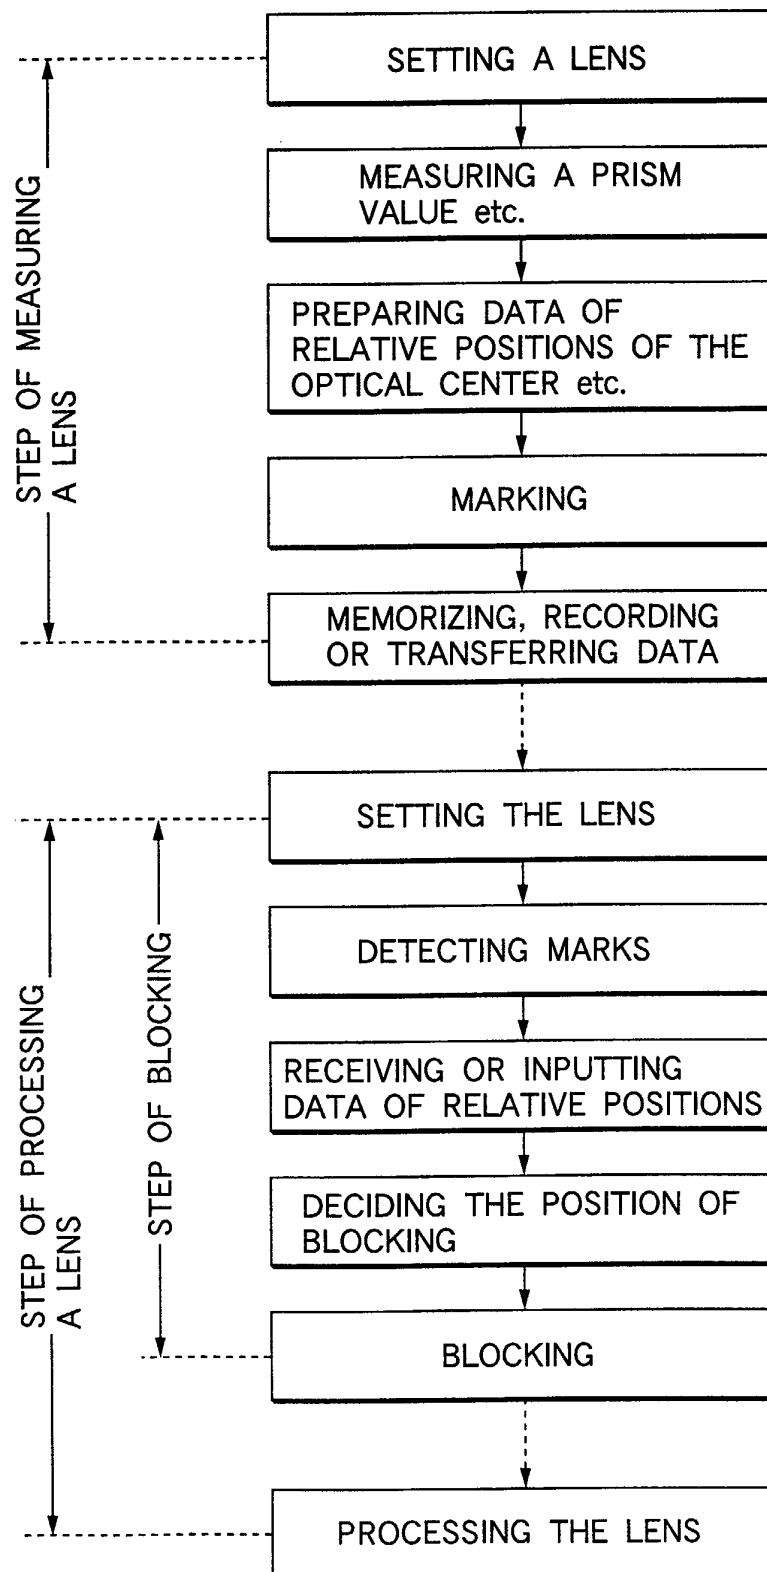 SETTING A LENS
MEASURING A PRISM
VALUE etc.
PREPARING DATA OF
RELATIVE POSITIONS OF THE
OPTICAL CENTER etc.
MARKING
MEMORIZING, RECORDING
OR TRANSFERRING DATA
STEP OF MEASURING
A LENS
SETTING THE LENS
DETECTING MARKS
RECEIVING OR INPUTTING
DATA OF RELATIVE POSITIONS
DECIDING THE POSITION OF
BLOCKING
BLOCKING
PROCESSING THE LENS
STEP OF PROCESSING
A LENS
STEP OF BLOCKING